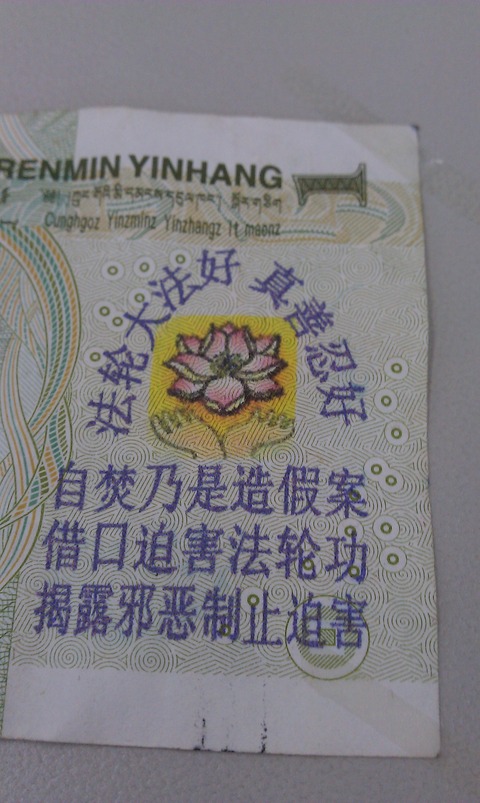 RENMIN YINHANG 1
Cunghgoz Yinzminz Yinzhangz It maenz
法轮大法好 真善忍好
自焚乃是造假案
借口迫害法轮功
揭露邪恶制止迫害